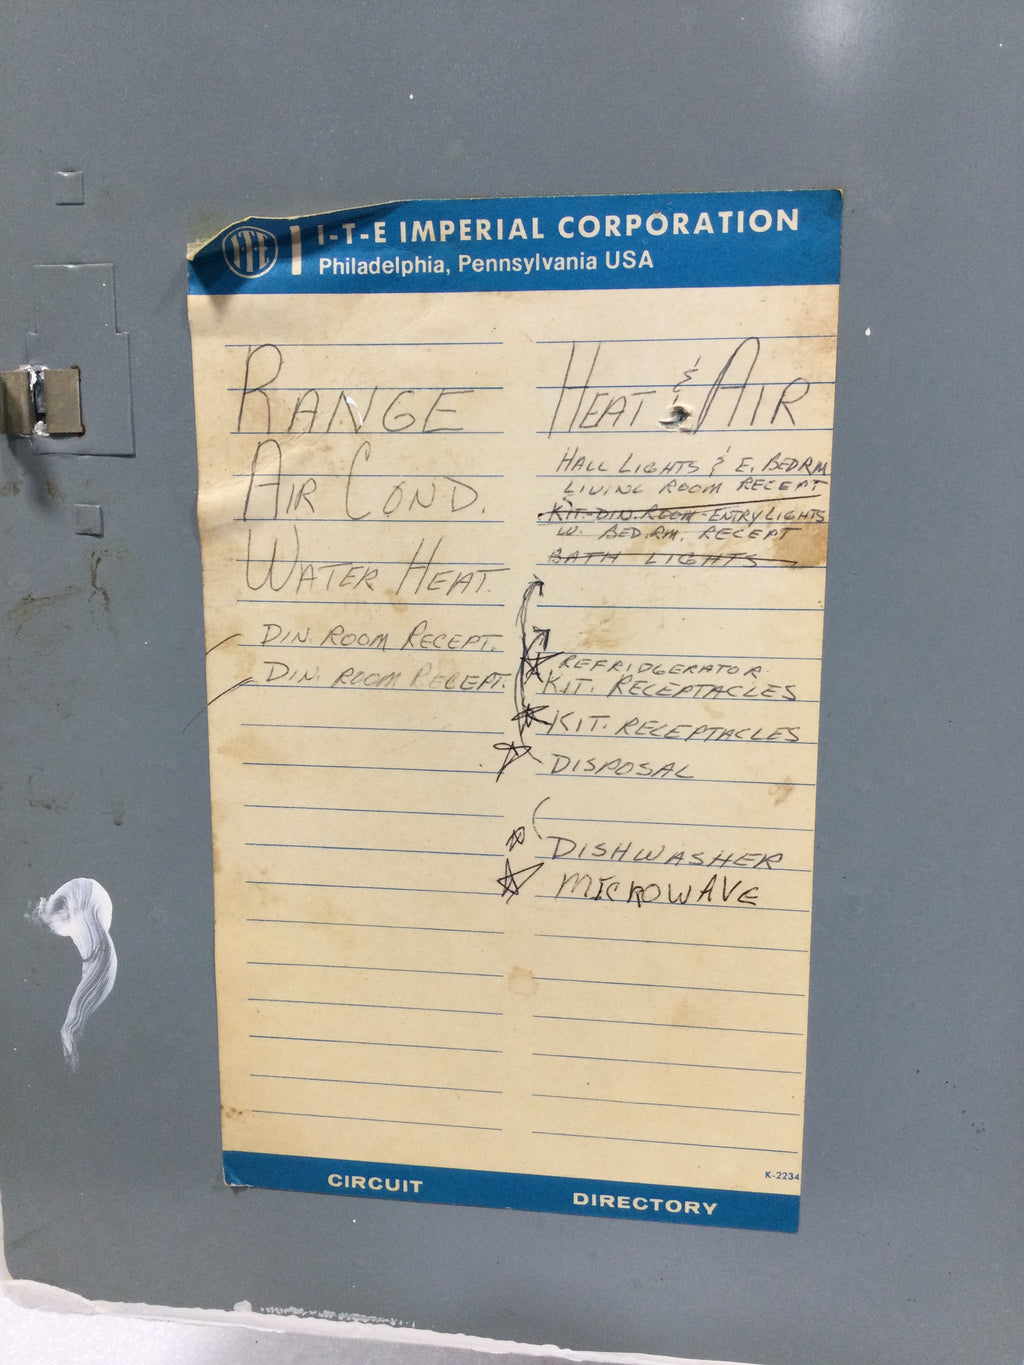 I-T-E
I-T-E IMPERIAL CORPORATION
Philadelphia, Pennsylvania USA
RANGE
AIR COND.
WATER HEAT.
DIN. ROOM RECEPT.
DIN. ROOM RECEPT.
HEAT & AIR
HALL LIGHTS & E. BEDRM
LIVING ROOM RECEPT
KIT-DIN.ROOM-ENTRY LIGHTS
W. BED.RM. RECEPT
BATH LIGHTS
REFRIDGERATOR
KIT. RECEPTACLES
KIT. RECEPTACLES
DISPOSAL
DISHWASHER
MICROWAVE
K-2234
CIRCUIT DIRECTORY